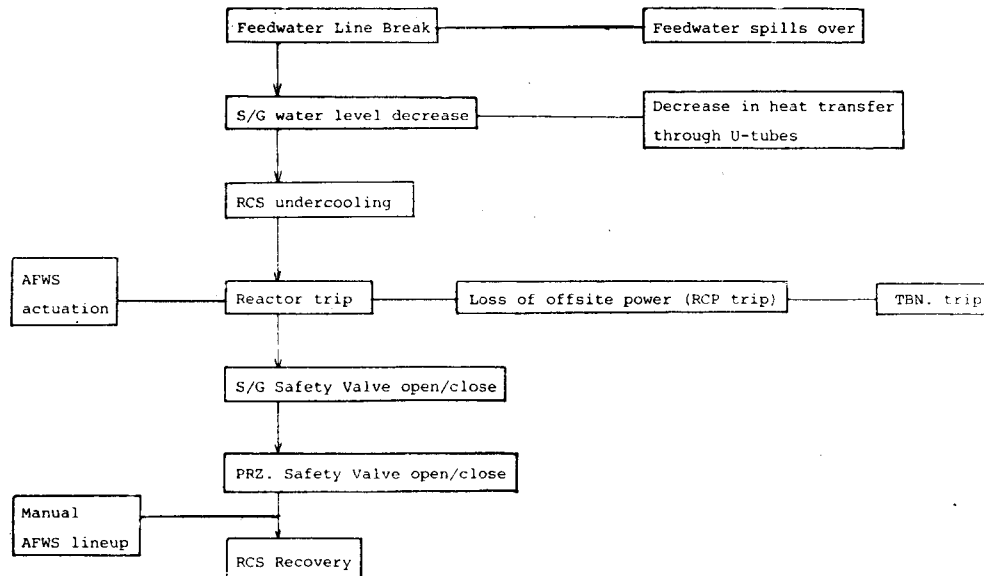 Feedwater Line Break
Feedwater spills over
S/G water level decrease
Decrease in heat transfer
through U-tubes
RCS undercooling
AFWS
actuation
Reactor trip
Loss of offsite power (RCP trip)
TBN. trip
S/G Safety Valve open/close
PRZ. Safety Valve open/close
Manual
AFWS lineup
RCS Recovery